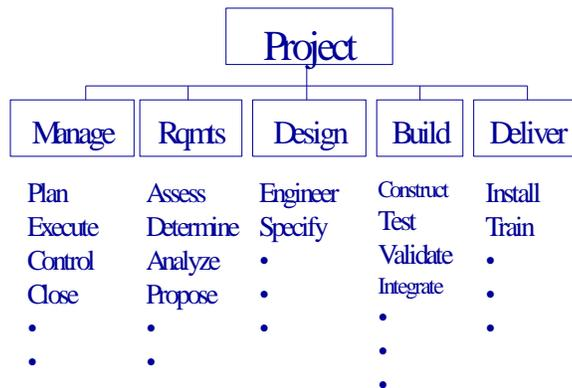 Project
Manage
Rqmts
Design
Build
Deliver
Plan
Execute
Control
Close
•
•
Assess
Determine
Analyze
Propose
•
•
Engineer
Specify
•
•
•
Construct
Test
Validate
Integrate
•
•
•
Install
Train
•
•
•